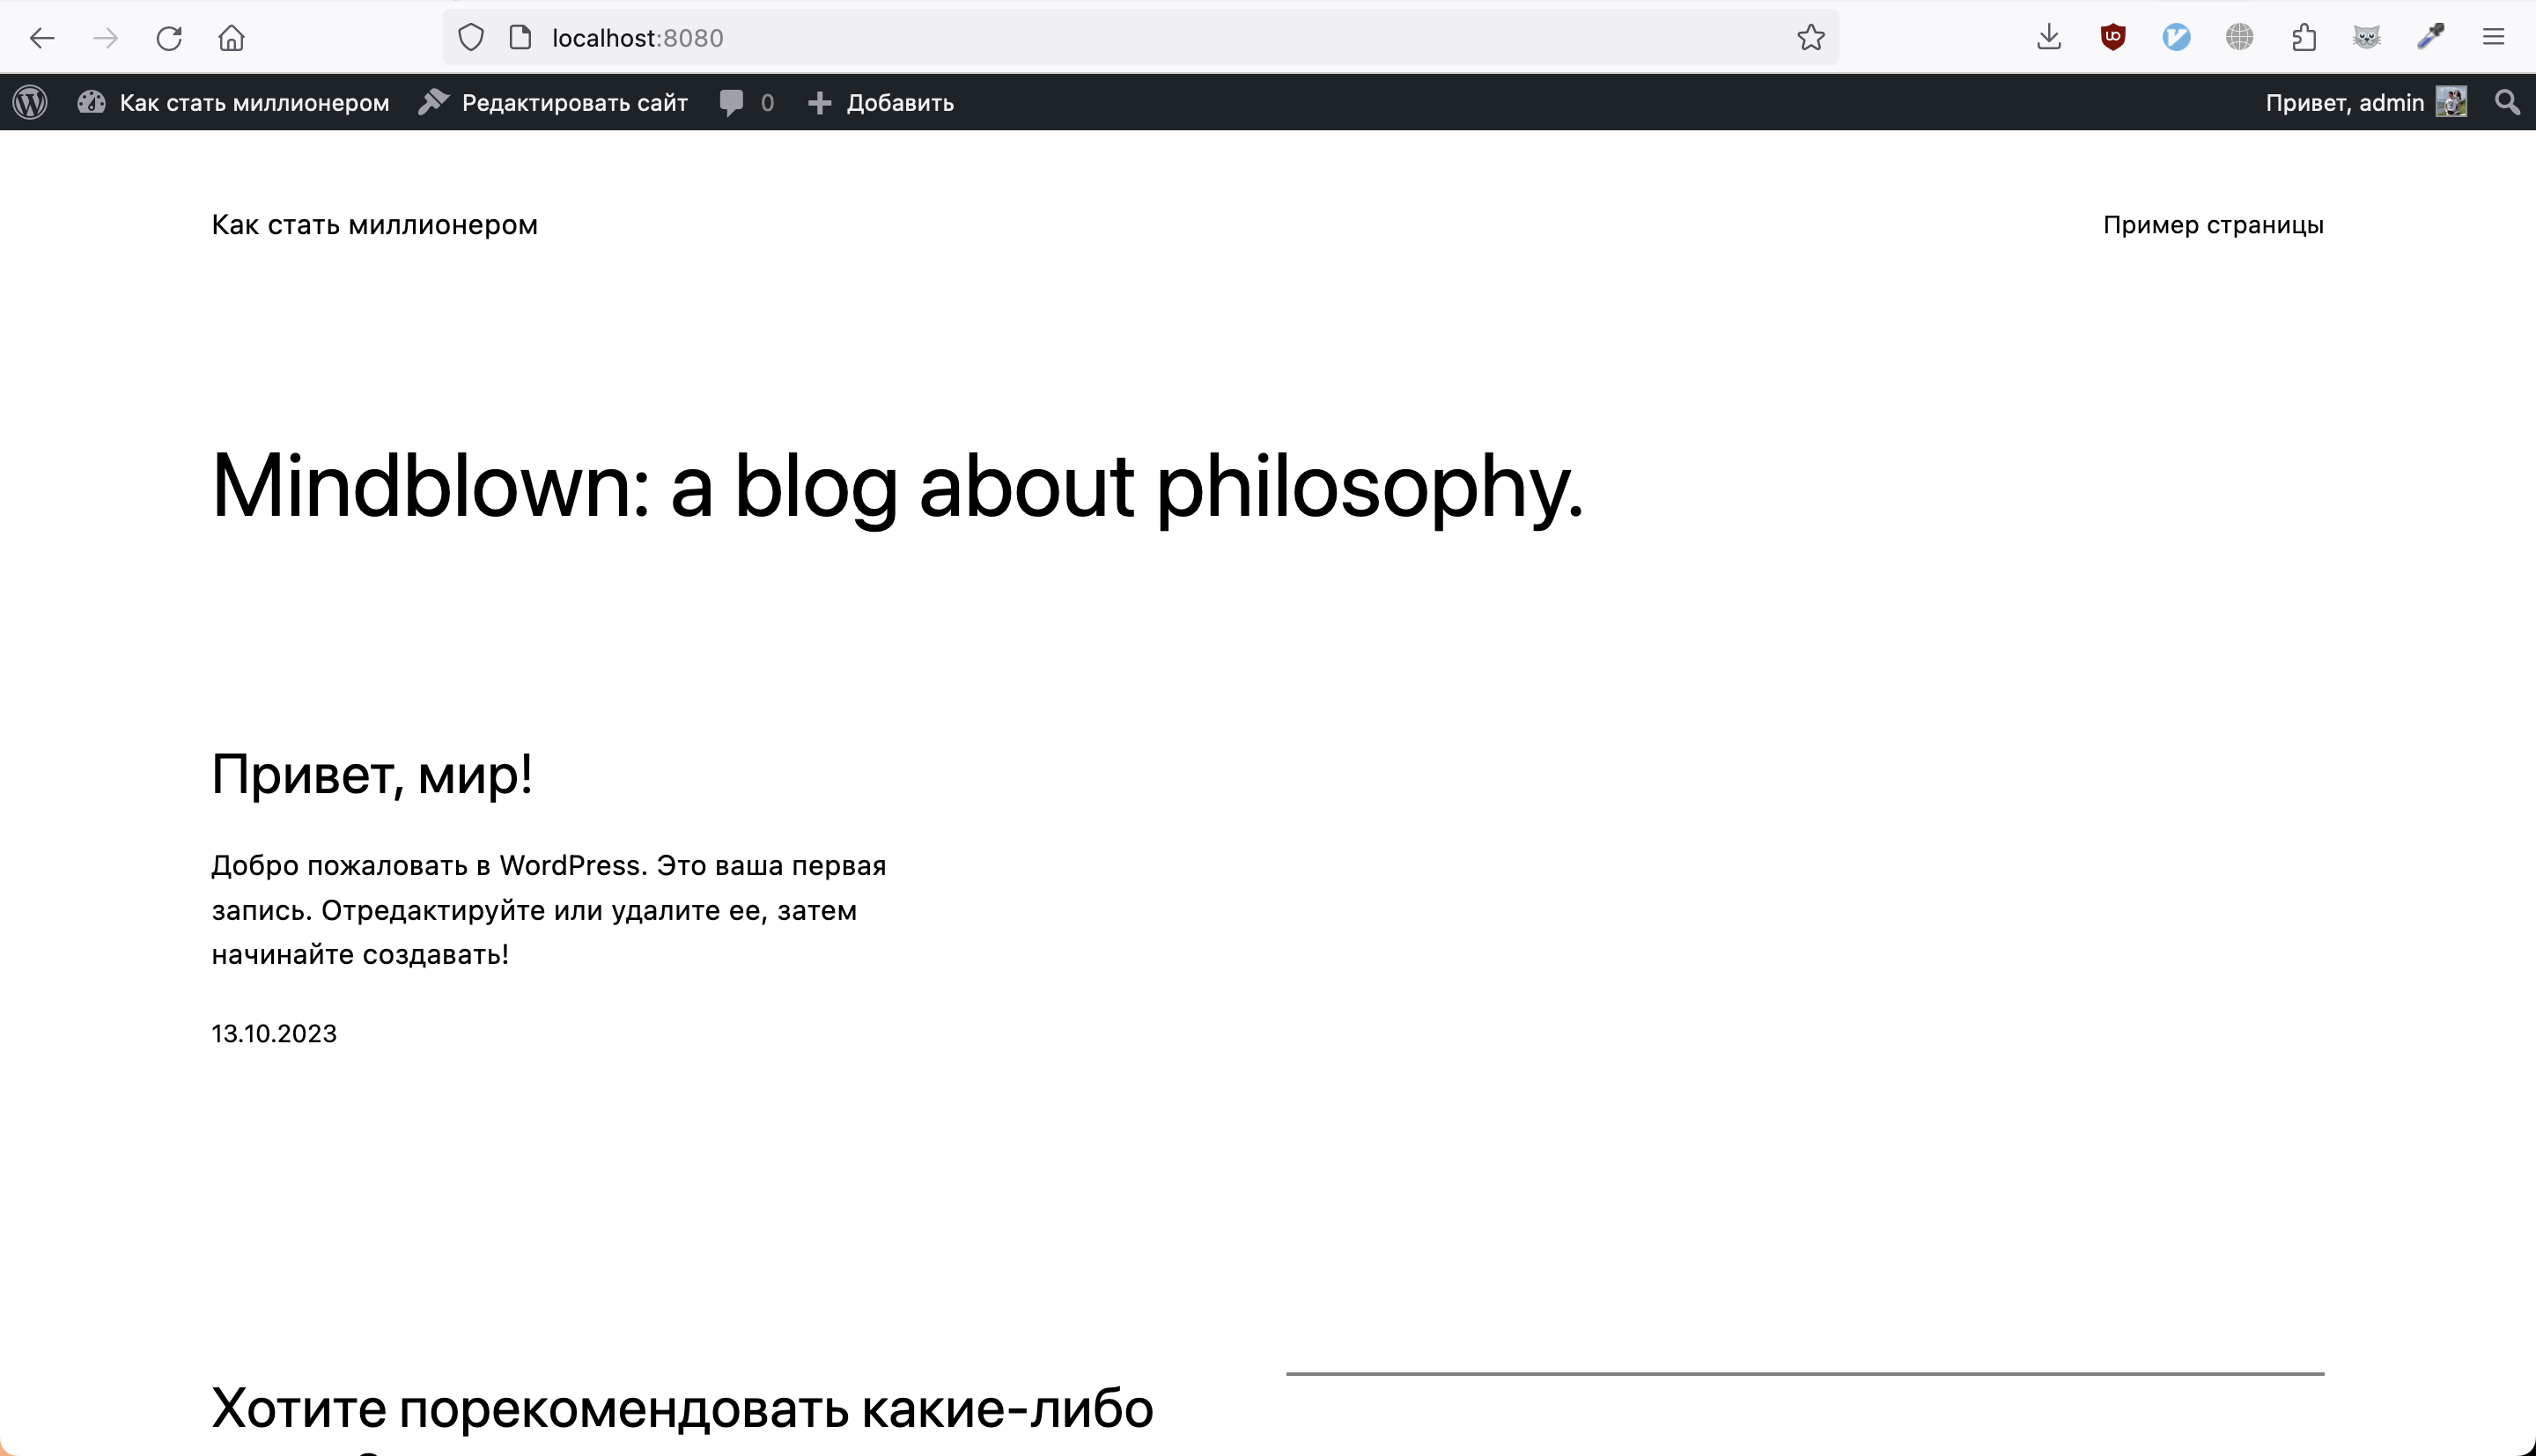 localhost:8080
Как стать миллионером Редактировать сайт 0 Добавить Привет, admin
Как стать миллионером Пример страницы
Mindblown: a blog about philosophy.
Привет, мир!
Добро пожаловать в WordPress. Это ваша первая
запись. Отредактируйте или удалите ее, затем
начинайте создавать!
13.10.2023
Хотите порекомендовать какие-либо